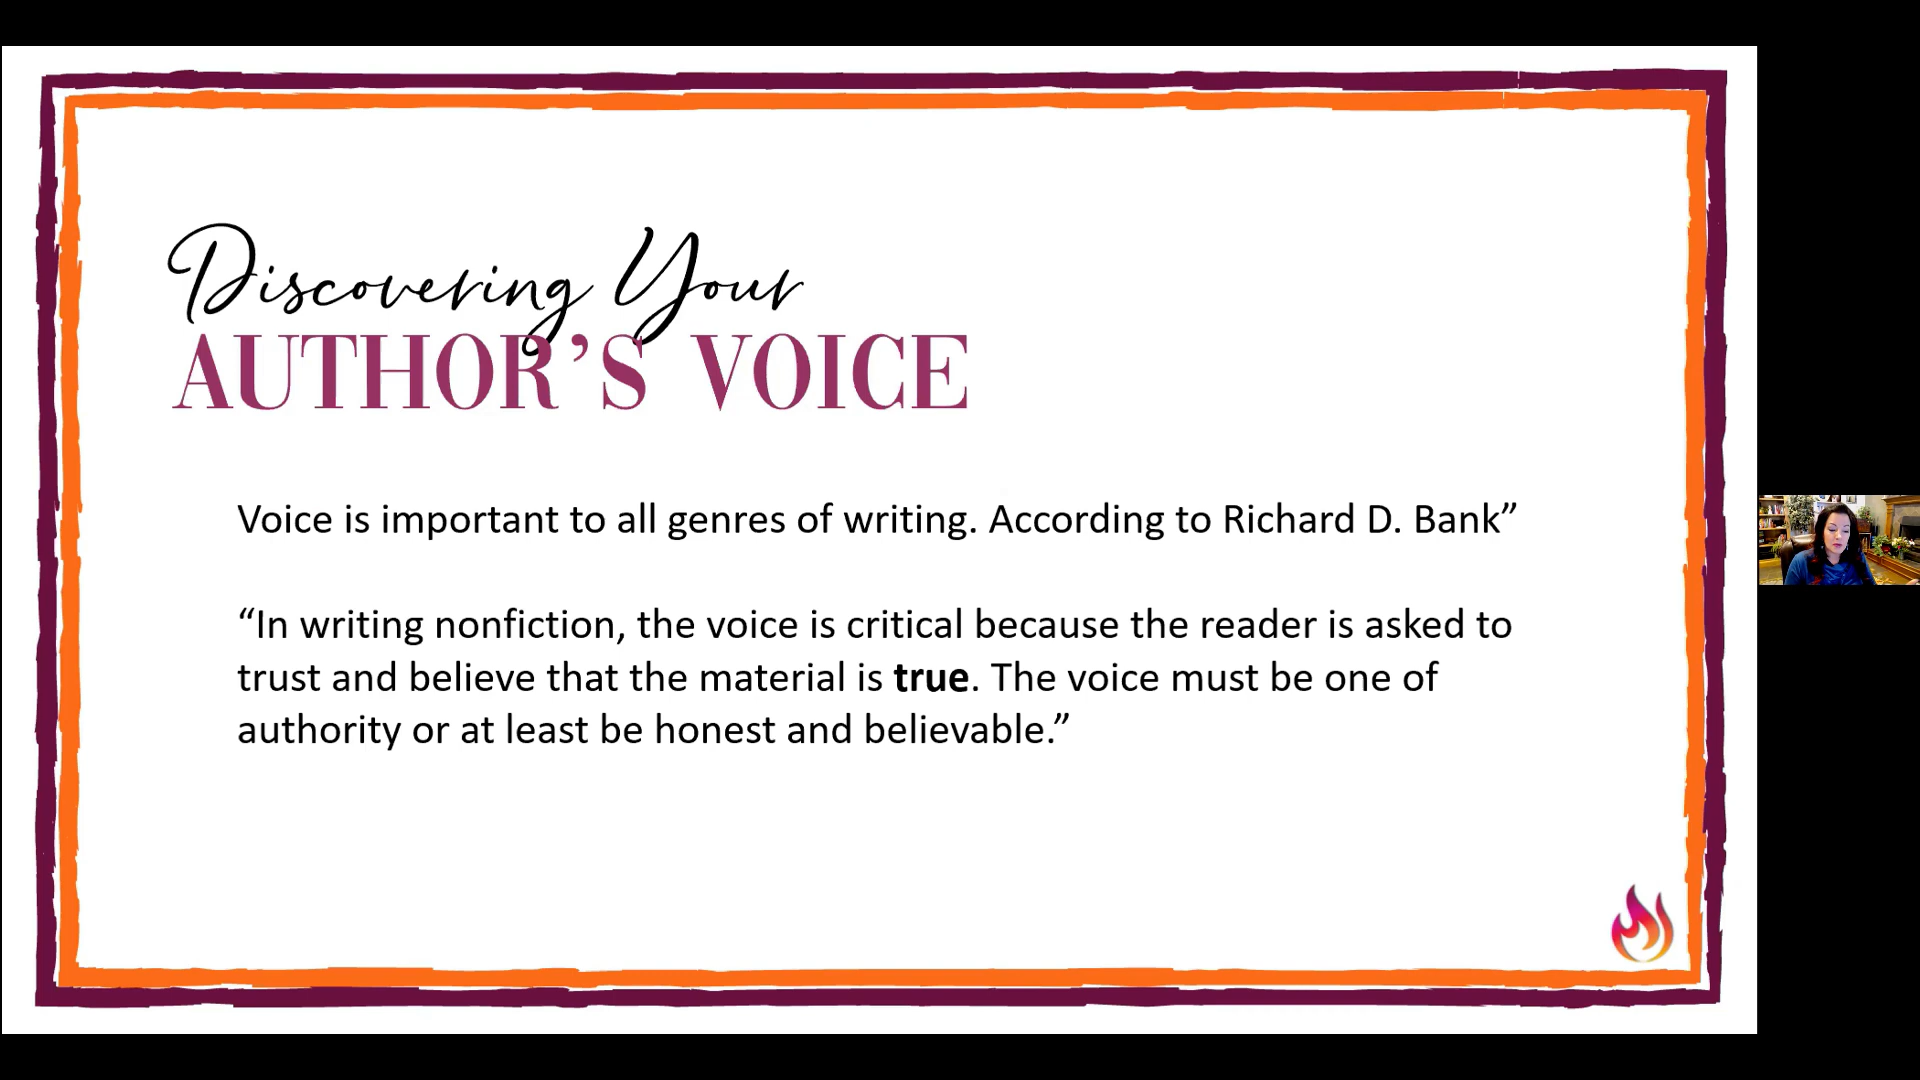 Discovering Your
AUTHOR’S VOICE
Voice is important to all genres of writing. According to Richard D. Bank”
“In writing nonfiction, the voice is critical because the reader is asked to
trust and believe that the material is true. The voice must be one of
authority or at least be honest and believable.”